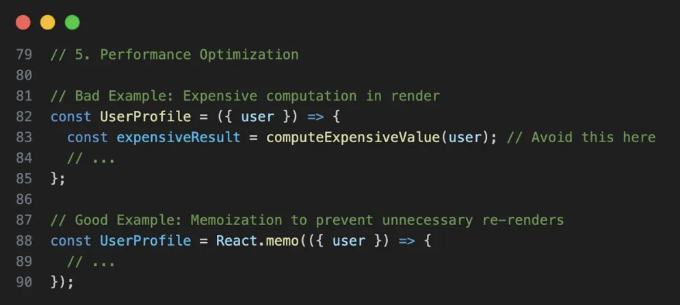 79 // 5. Performance Optimization
80
81 // Bad Example: Expensive computation in render
82 const UserProfile = ({ user }) => {
83   const expensiveResult = computeExpensiveValue(user); // Avoid this here
84   // ...
85 };
86
87 // Good Example: Memoization to prevent unnecessary re-renders
88 const UserProfile = React.memo(({ user }) => {
89   // ...
90 });